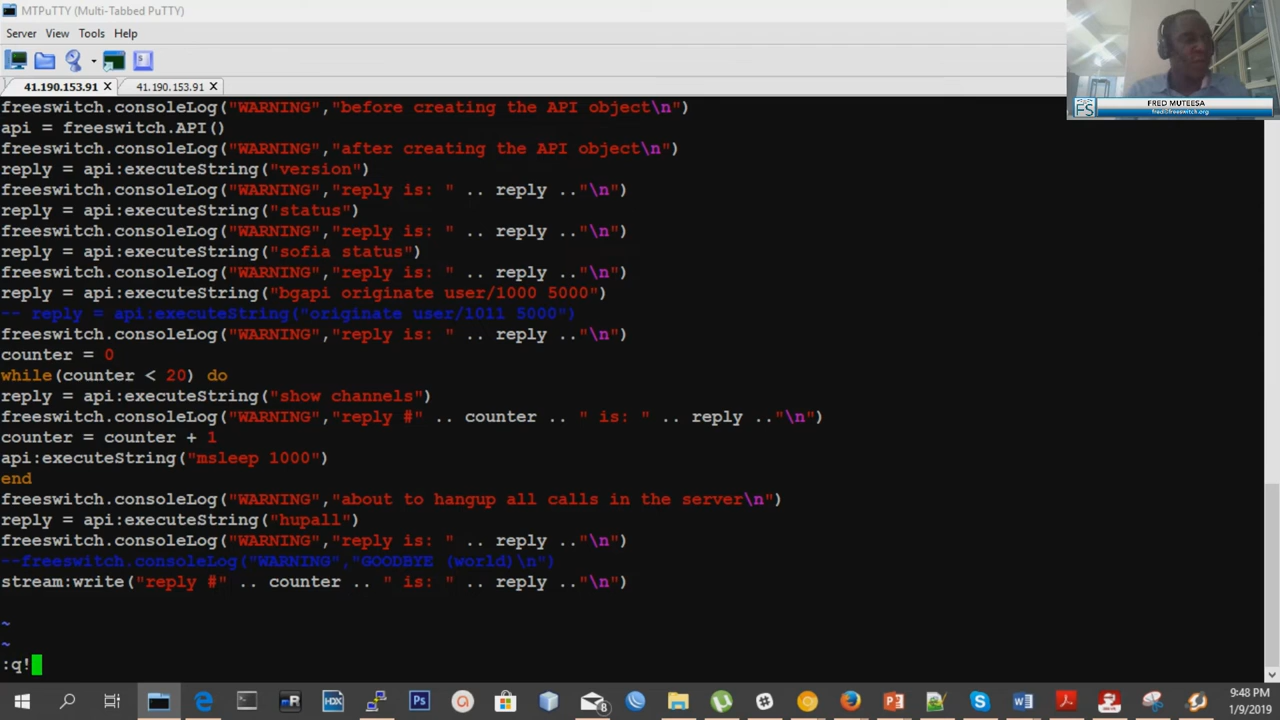 MTPuTTY (Multi-Tabbed PuTTY)
Server View Tools Help
41.190.153.91 41.190.153.91
freeswitch.consoleLog("WARNING","before creating the API object\n")
api = freeswitch.API()
freeswitch.consoleLog("WARNING","after creating the API object\n")
reply = api:executeString("version")
freeswitch.consoleLog("WARNING","reply is: " .. reply .."\n")
reply = api:executeString("status")
freeswitch.consoleLog("WARNING","reply is: " .. reply .."\n")
reply = api:executeString("sofia status")
freeswitch.consoleLog("WARNING","reply is: " .. reply .."\n")
reply = api:executeString("bgapi originate user/1000 5000")
-- reply = api:executeString("originate user/1011 5000")
freeswitch.consoleLog("WARNING","reply is: " .. reply .."\n")
counter = 0
while(counter < 20) do
reply = api:executeString("show channels")
freeswitch.consoleLog("WARNING","reply #" .. counter .. " is: " .. reply .."\n")
counter = counter + 1
api:executeString("msleep 1000")
end
freeswitch.consoleLog("WARNING","about to hangup all calls in the server\n")
reply = api:executeString("hupall")
freeswitch.consoleLog("WARNING","reply is: " .. reply .."\n")
--freeswitch.consoleLog("WARNING","GOODBYE (world)\n")
stream:write("reply #" .. counter .. " is: " .. reply .."\n")
~
~
:q!
FRED MUTEESA
fred@freeswitch.org
FS
HDX
Ps
8
9:48 PM
1/9/2019